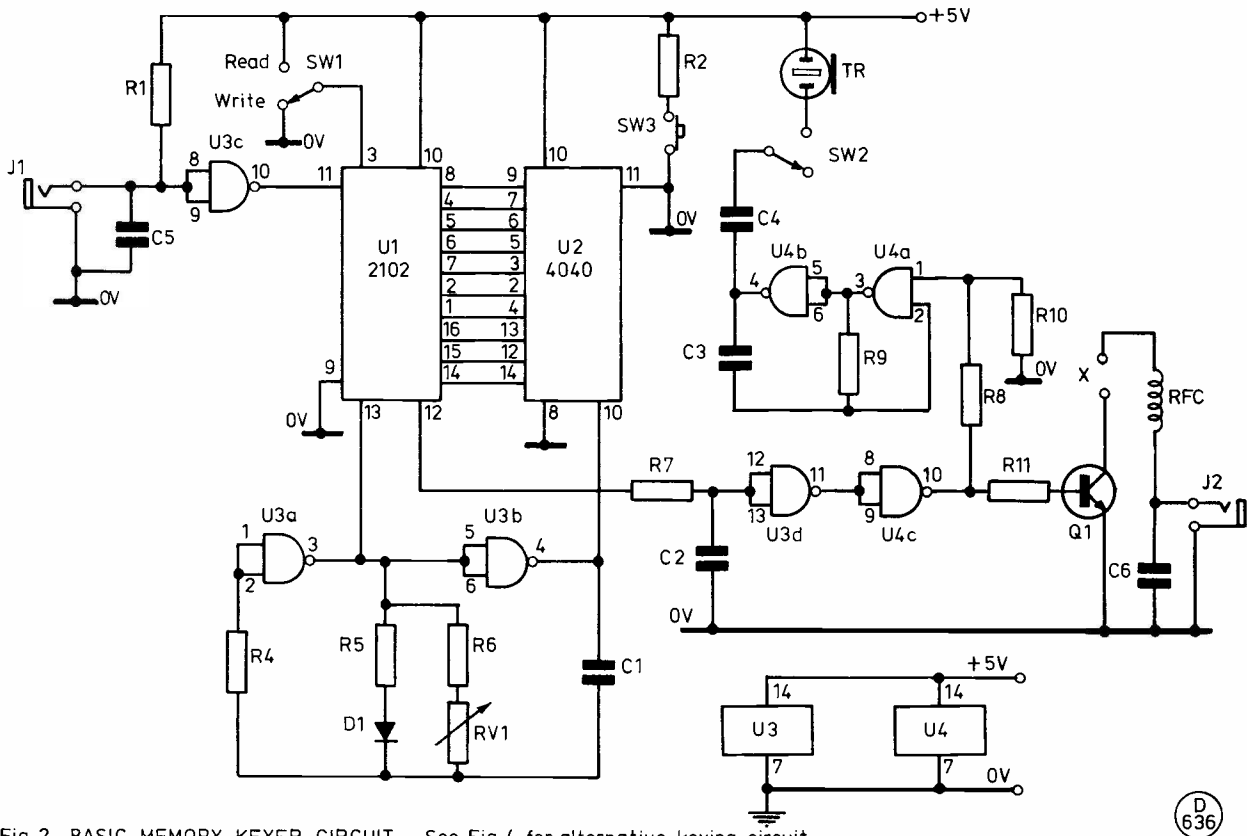 +5V
Read SW1
R1
R2
TR
Write
0V
SW3
SW2
U3c
J1
8
9
10
C5
0V
3
10
11
8
4
5
6
7
2
1
16
15
14
9
13
12
0V
U1
2102
10
9
7
6
5
3
2
4
13
12
14
11
8
10
U2
4040
0V
C4
U4b
U4a
4
5
6
3
1
2
C3
R9
R10
0V
R8
X
RFC
R7
12
13
11
U3d
8
9
10
U4c
R11
Q1
J2
C2
C6
0V
U3a
1
2
3
U3b
5
6
4
R4
R5
R6
C1
D1
RV1
+5V
14
14
U3
U4
7
7
0V
Fig. 2 BASIC MEMORY KEYER CIRCUIT. See Fig 4 for alternative keying circuit
D
636